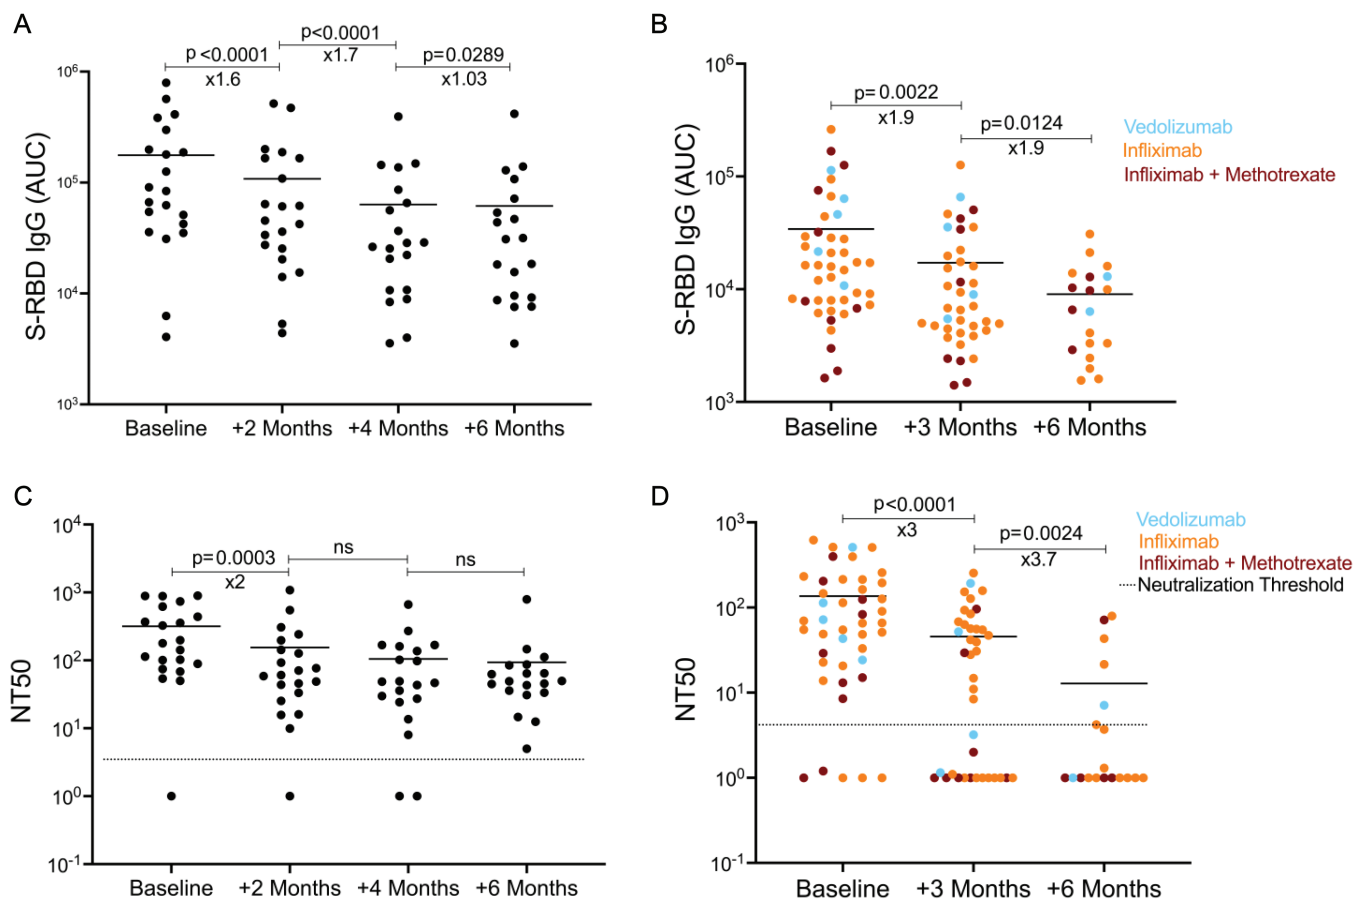 A
p<0.0001
p <0.0001
p=0.0289
x1.7
x1.6
x1.03
10⁶
10⁵
10⁴
10³
S-RBD IgG (AUC)
Baseline
+2 Months
+4 Months
+6 Months
B
p= 0.0022
x1.9
p=0.0124
x1.9
Vedolizumab
Infliximab
Infliximab + Methotrexate
10⁶
10⁵
10⁴
10³
S-RBD IgG (AUC)
Baseline
+3 Months
+6 Months
C
p=0.0003
x2
ns
ns
10⁴
10³
10²
10¹
10⁰
10⁻¹
NT50
Baseline
+2 Months
+4 Months
+6 Months
D
p<0.0001
x3
p=0.0024
x3.7
Vedolizumab
Infliximab
Infliximab + Methotrexate
Neutralization Threshold
10³
10²
10¹
10⁰
10⁻¹
NT50
Baseline
+3 Months
+6 Months